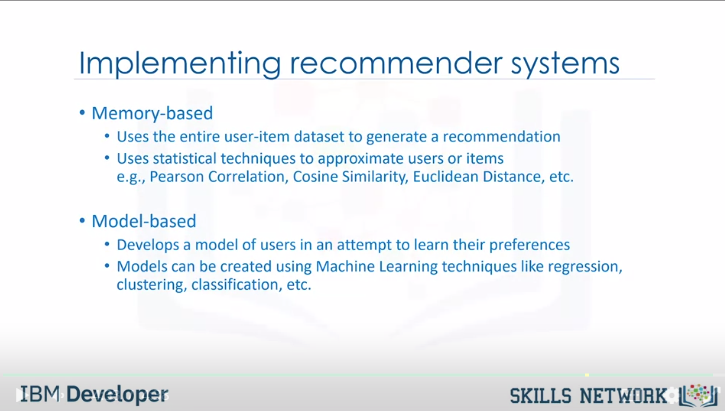 Implementing recommender systems
• Memory-based
• Uses the entire user-item dataset to generate a recommendation
• Uses statistical techniques to approximate users or items
e.g., Pearson Correlation, Cosine Similarity, Euclidean Distance, etc.
• Model-based
• Develops a model of users in an attempt to learn their preferences
• Models can be created using Machine Learning techniques like regression,
clustering, classification, etc.
IBM Developer
SKILLS NETWORK